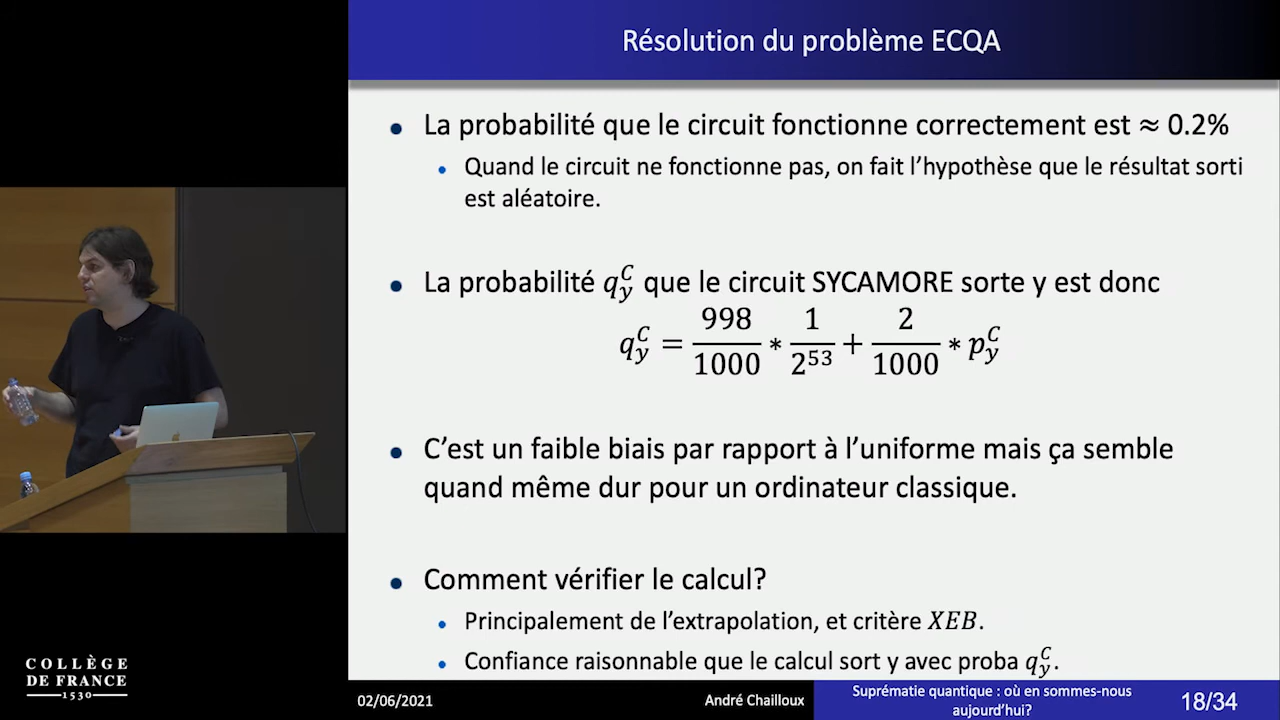 Résolution du problème ECQA
La probabilité que le circuit fonctionne correctement est ≈ 0.2%
Quand le circuit ne fonctionne pas, on fait l'hypothèse que le résultat sorti
est aléatoire.
La probabilité q_y^C que le circuit SYCAMORE sorte y est donc
q_y^C = 998/1000 * 1/2^53 + 2/1000 * p_y^C
C'est un faible biais par rapport à l'uniforme mais ça semble
quand même dur pour un ordinateur classique.
Comment vérifier le calcul?
Principalement de l'extrapolation, et critère XEB.
Confiance raisonnable que le calcul sort y avec proba q_y^C.
COLLÈGE
DE FRANCE
1530
02/06/2021
André Chailloux
Suprématie quantique : où en sommes-nous
aujourd'hui?
18/34